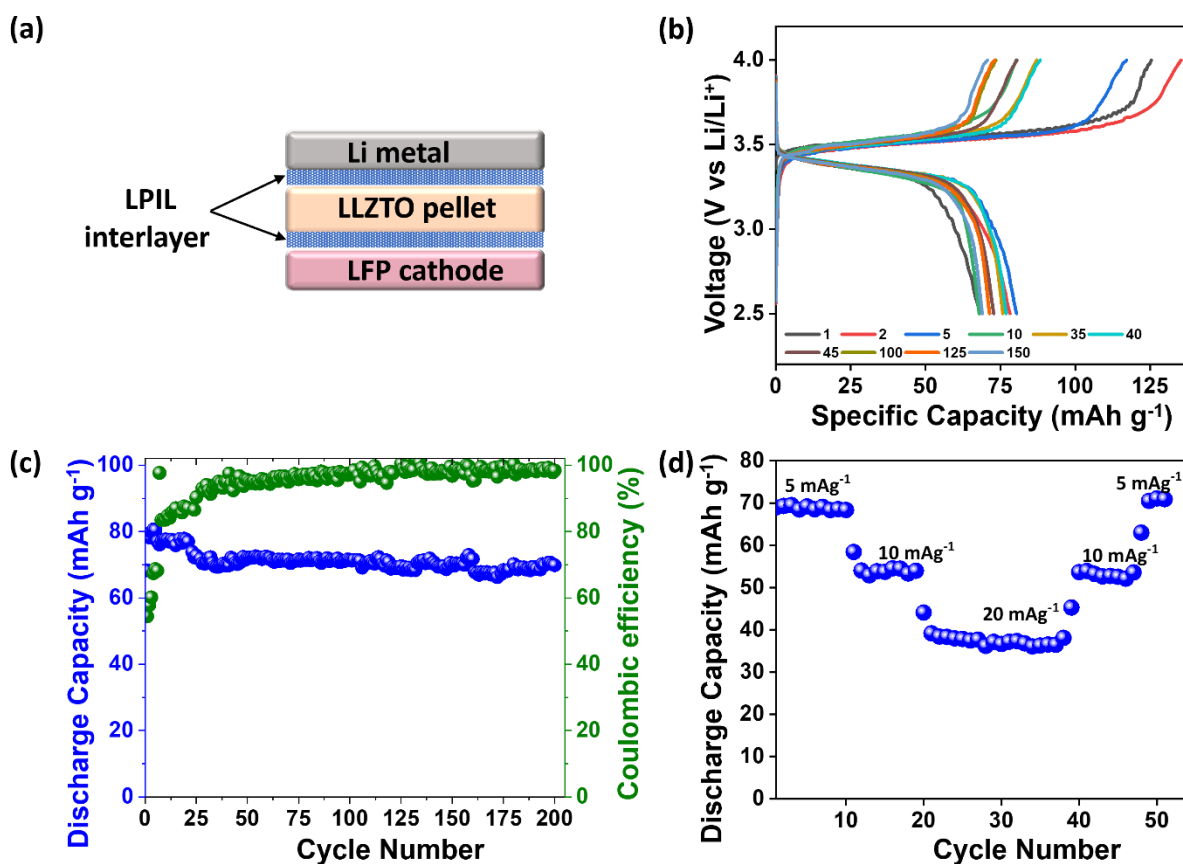 (a)
Li metal
LPIL
interlayer
LLZTO pellet
LFP cathode
(b)
Voltage (V vs Li/Li⁺)
4.0
3.5
3.0
2.5
1 2 5 10 35 40
45 100 125 150
0 25 50 75 100 125
Specific Capacity (mAh g⁻¹)
(c)
Discharge Capacity (mAh g⁻¹)
100
80
60
40
20
0
100
80
60
40
20
0
Coulombic efficiency (%)
0 25 50 75 100 125 150 175 200
Cycle Number
(d)
Discharge Capacity (mAh g⁻¹)
80
70
60
50
40
30
20
10
0
5 mAg⁻¹
10 mAg⁻¹
20 mAg⁻¹
10 mAg⁻¹
5 mAg⁻¹
10 20 30 40 50
Cycle Number